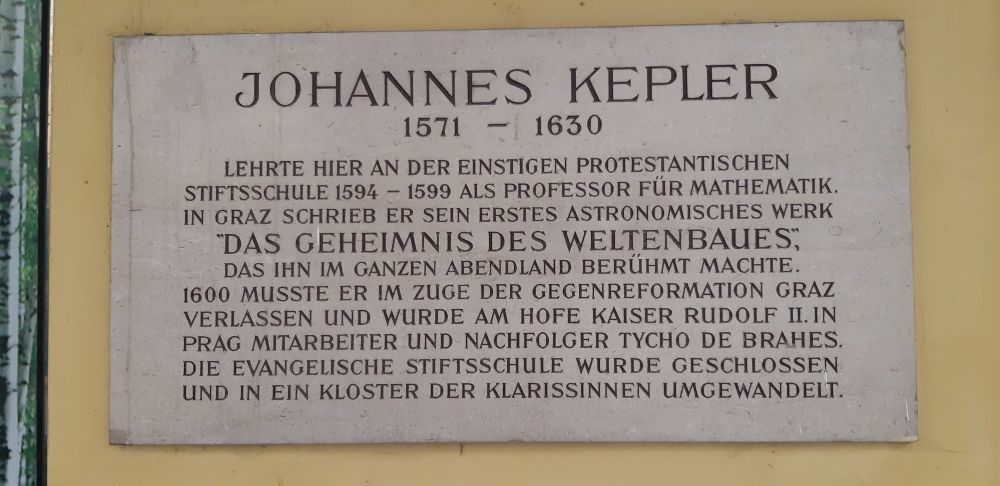 JOHANNES KEPLER
1571 – 1630
LEHRTE HIER AN DER EINSTIGEN PROTESTANTISCHEN
STIFTSSCHULE 1594 – 1599 ALS PROFESSOR FÜR MATHEMATIK.
IN GRAZ SCHRIEB ER SEIN ERSTES ASTRONOMISCHES WERK
"DAS GEHEIMNIS DES WELTENBAUES",
DAS IHN IM GANZEN ABENDLAND BERÜHMT MACHTE.
1600 MUSSTE ER IM ZUGE DER GEGENREFORMATION GRAZ
VERLASSEN UND WURDE AM HOFE KAISER RUDOLF II. IN
PRAG MITARBEITER UND NACHFOLGER TYCHO DE BRAHES.
DIE EVANGELISCHE STIFTSSCHULE WURDE GESCHLOSSEN
UND IN EIN KLOSTER DER KLARISSINNEN UMGEWANDELT.